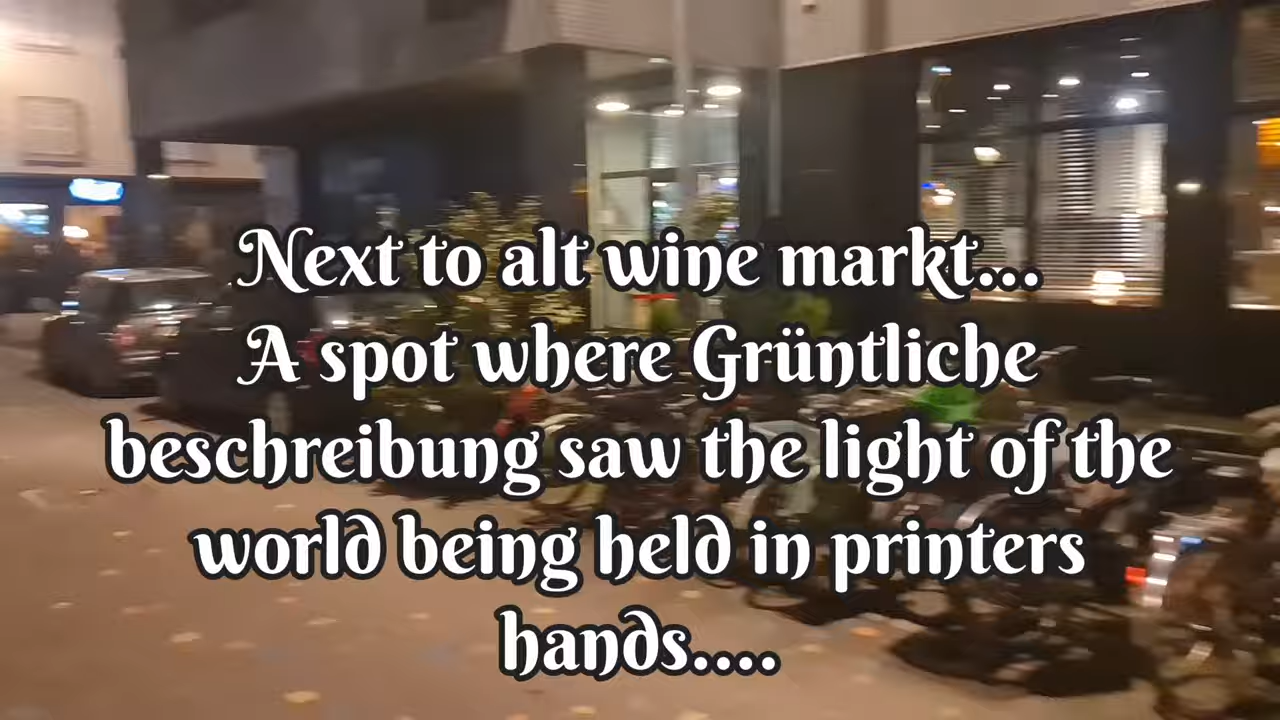 Next to alt wine markt...
A spot where Grüntliche
beschreibung saw the light of the
world being held in printers
hands....